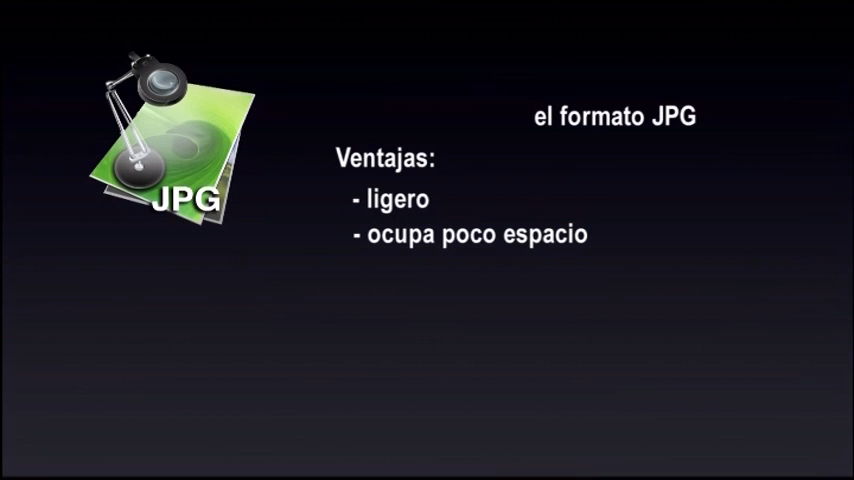 el formato JPG
Ventajas:
- ligero
- ocupa poco espacio
JPG